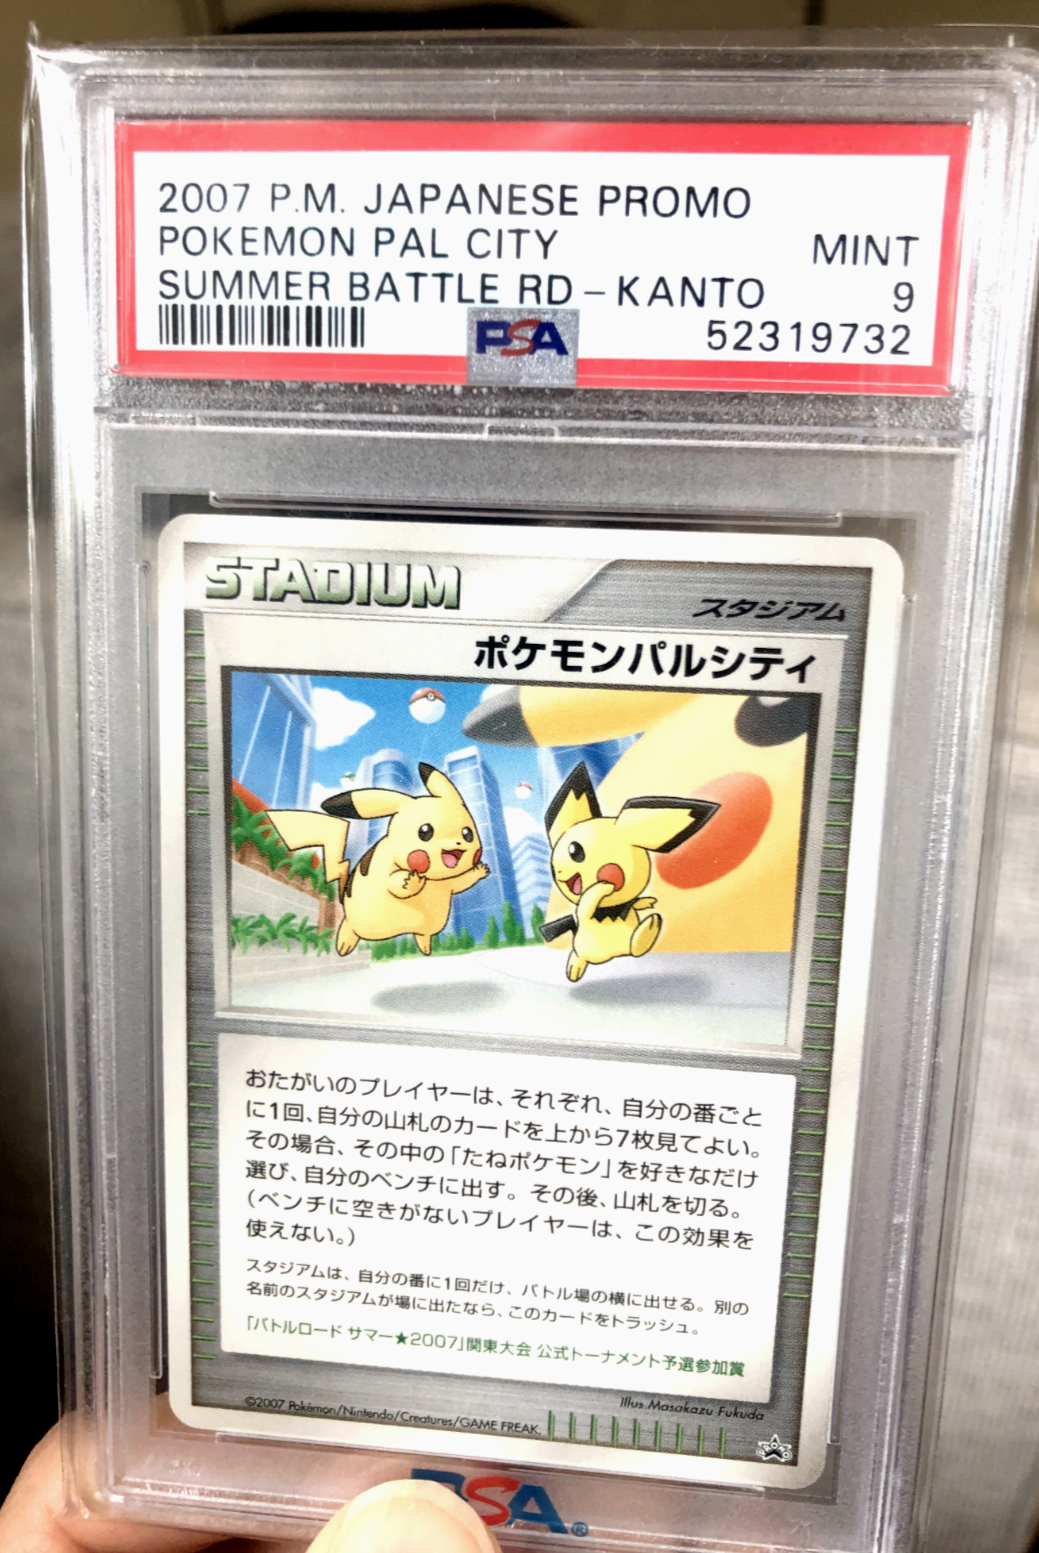 2007 P.M. JAPANESE PROMO
POKEMON PAL CITY MINT
SUMMER BATTLE RD - KANTO 9
PSA 52319732
STADIUM
スタジアム
ポケモンパルシティ
おたがいのプレイヤーは、それぞれ、自分の番ごと
に1回、自分の山札のカードを上から7枚見てよい。
その場合、その中の「たねポケモン」を好きなだけ
選び、自分のベンチに出す。その後、山札を切る。
(ベンチに空きがないプレイヤーは、この効果を
使えない。)
スタジアムは、自分の番に1回だけ、バトル場の横に出せる。別の
名前のスタジアムが場に出たなら、このカードをトラッシュ。
「バトルロード サマー★2007」関東大会 公式トーナメント予選参加賞
Illus.Masakazu Fukuda
©2007 Pokémon/Nintendo/Creatures/GAME FREAK.
PSA®